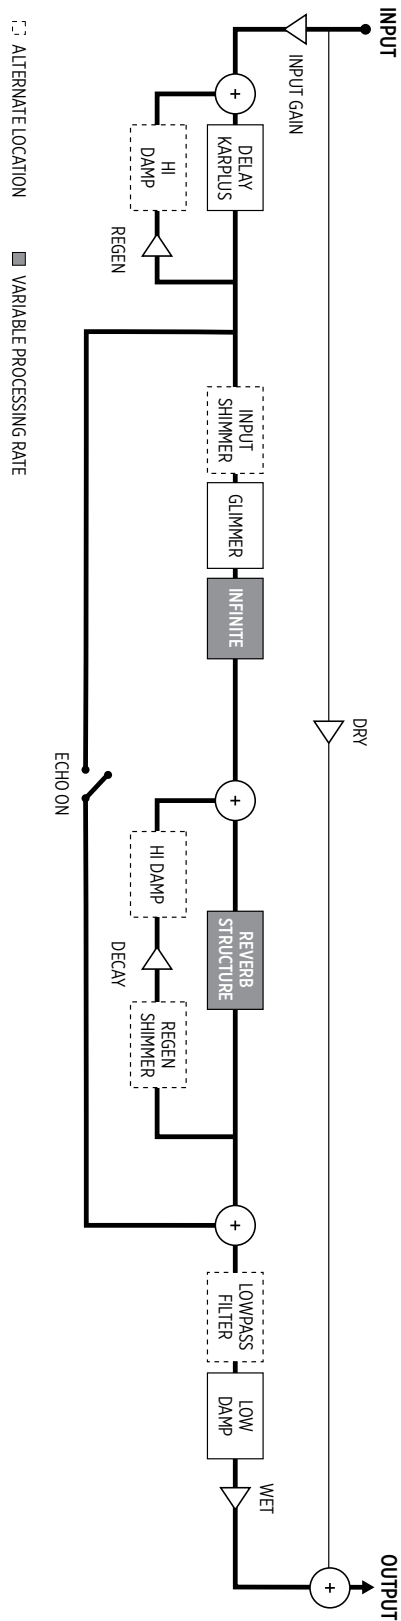 INPUT
INPUT GAIN
+
DELAY
KARPLUS
HI
DAMP
REGEN
INPUT
SHIMMER
GLIMMER
INFINITE
DRY
ECHO ON
+
HI DAMP
DECAY
REGEN
SHIMMER
REVERB
STRUCTURE
+
LOWPASS
FILTER
LOW
DAMP
WET
+
OUTPUT
ALTERNATE LOCATION
VARIABLE PROCESSING RATE